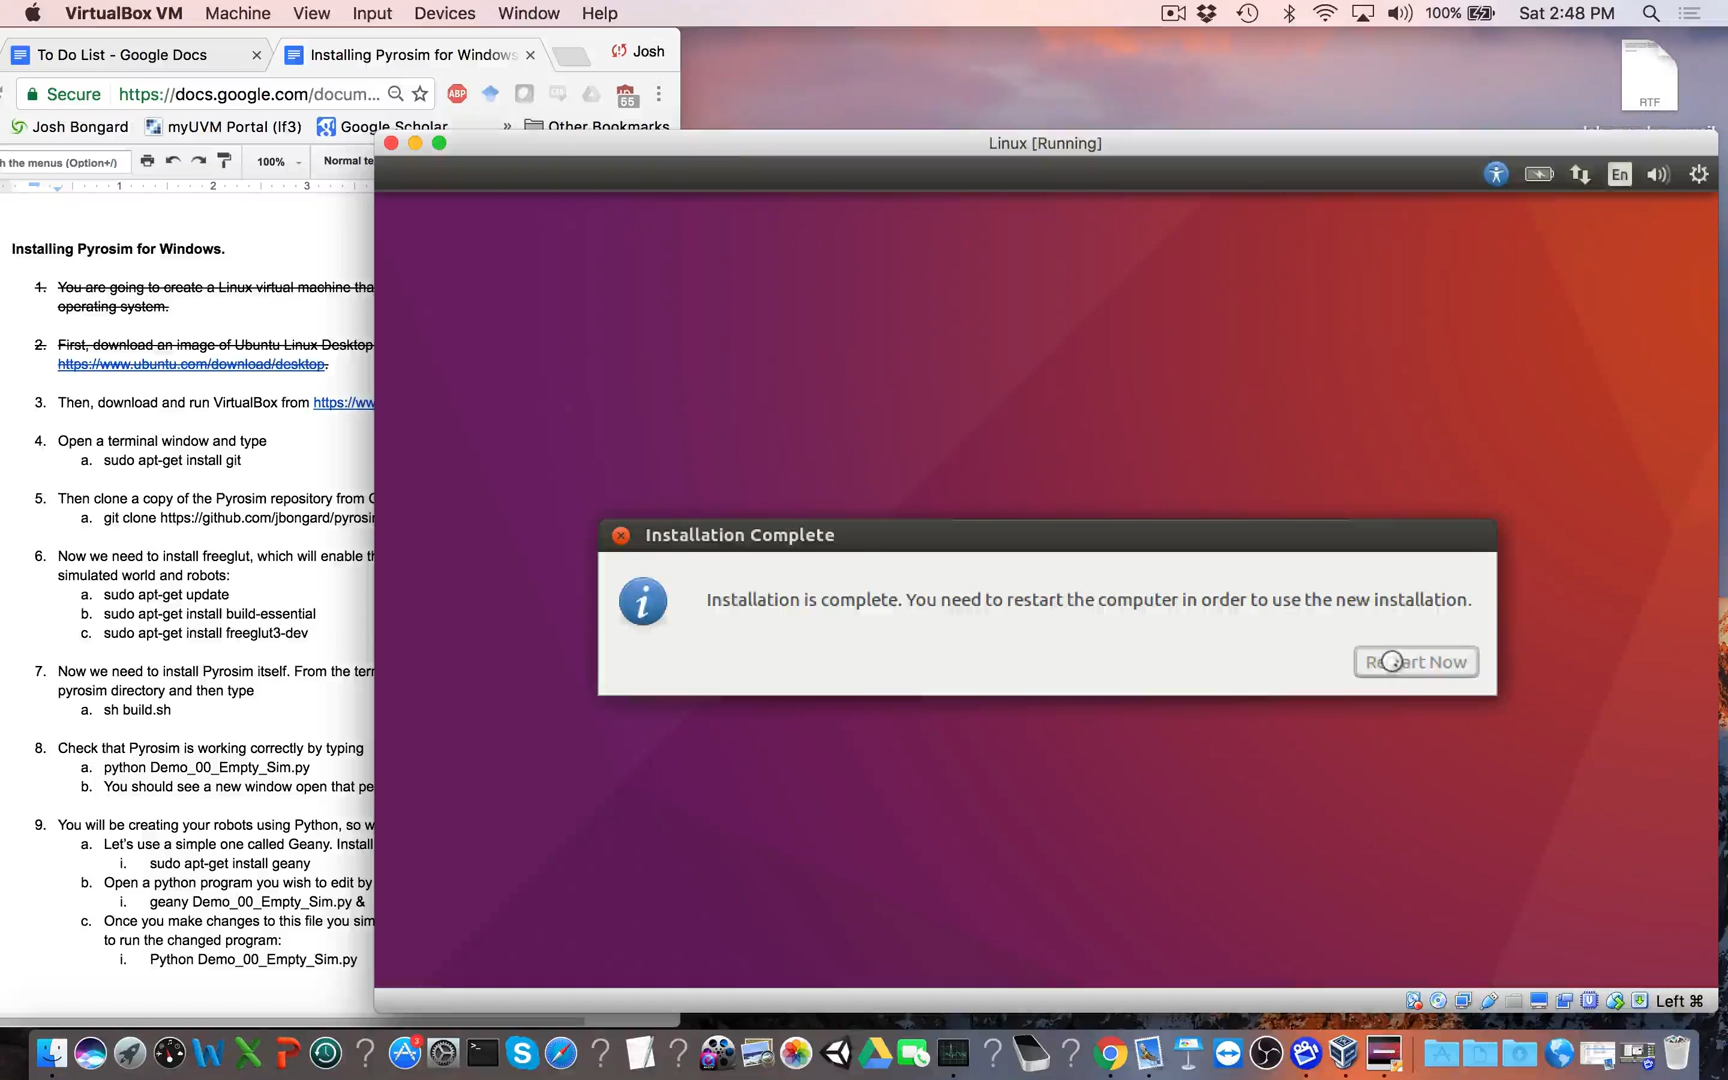 VirtualBox VM Machine View Input Devices Window Help 100% Sat 2:48 PM
To Do List - Google Docs Installing Pyrosim for Windows Josh
Secure https://docs.google.com/docum... ABP 55
Josh Bongard myUVM Portal (lf3) Google Scholar » Other Bookmarks
RTF
Linux [Running]
h the menus (Option+/) 100% Normal te
En
1 2 3
Installing Pyrosim for Windows.
1. You are going to create a Linux virtual machine tha
operating system.
2. First, download an image of Ubuntu Linux Desktop
https://www.ubuntu.com/download/desktop.
3. Then, download and run VirtualBox from https://ww
4. Open a terminal window and type
a. sudo apt-get install git
5. Then clone a copy of the Pyrosim repository from G
a. git clone https://github.com/jbongard/pyrosin
6. Now we need to install freeglut, which will enable th
simulated world and robots:
a. sudo apt-get update
b. sudo apt-get install build-essential
c. sudo apt-get install freeglut3-dev
7. Now we need to install Pyrosim itself. From the terr
pyrosim directory and then type
a. sh build.sh
8. Check that Pyrosim is working correctly by typing
a. python Demo_00_Empty_Sim.py
b. You should see a new window open that pe
9. You will be creating your robots using Python, so w
a. Let's use a simple one called Geany. Install
i. sudo apt-get install geany
b. Open a python program you wish to edit by
i. geany Demo_00_Empty_Sim.py &
c. Once you make changes to this file you sim
to run the changed program:
i. Python Demo_00_Empty_Sim.py
Installation Complete
Installation is complete. You need to restart the computer in order to use the new installation.
Restart Now
Left ⌘
3